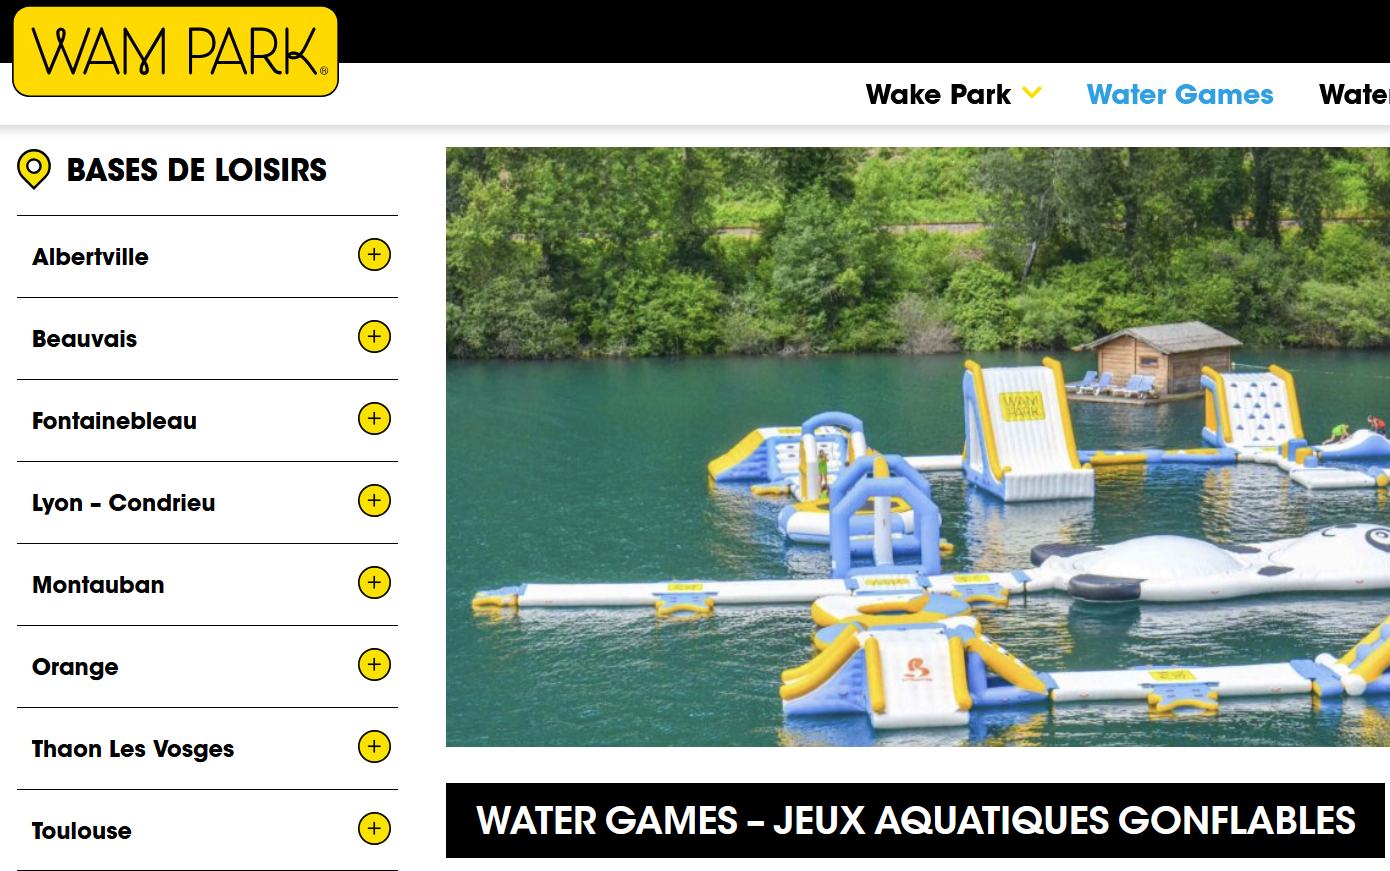 WAM PARK®
Wake Park
Water Games
BASES DE LOISIRS
Albertville
Beauvais
Fontainebleau
Lyon – Condrieu
Montauban
Orange
Thaon Les Vosges
Toulouse
WAM PARK
WATER GAMES – JEUX AQUATIQUES GONFLABLES